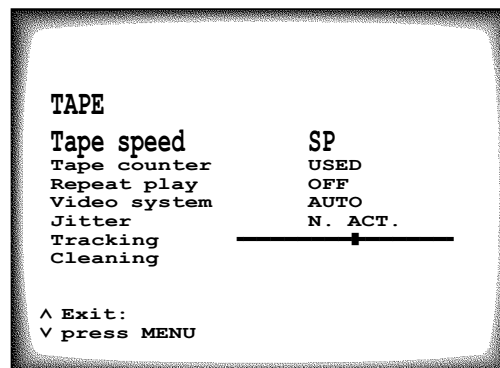 TAPE
Tape speed SP
Tape counter USED
Repeat play OFF
Video system AUTO
Jitter N. ACT.
Tracking
Cleaning
∧ Exit:
∨ press MENU